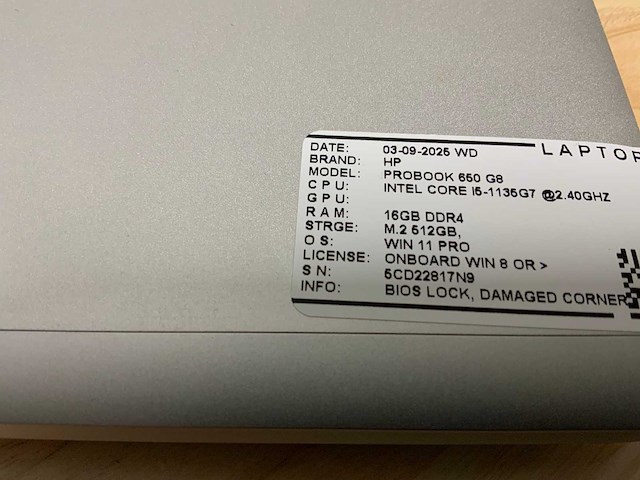 LAPTOP
DATE: 03-09-2025 WD
BRAND: HP
MODEL: PROBOOK 650 G8
CPU: INTEL CORE I5-1135G7 @2.40GHZ
GPU:
RAM: 16GB DDR4
STRGE: M.2 512GB,
OS: WIN 11 PRO
LICENSE: ONBOARD WIN 8 OR >
SN: 5CD22817N9
INFO: BIOS LOCK, DAMAGED CORNER